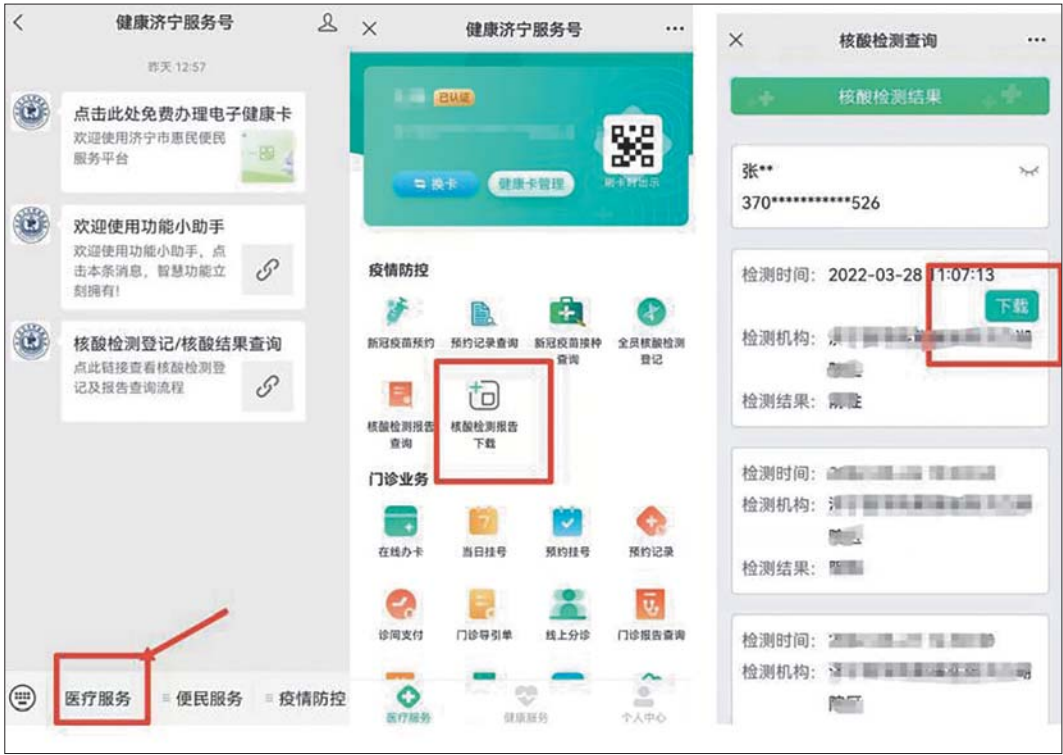 健康济宁服务号
昨天 12:57
点击此处免费办理电子健康卡
欢迎使用济宁市惠民便民
服务平台
欢迎使用功能小助手
欢迎使用功能小助手，点
击本条消息，智慧功能立
刻拥有！
核酸检测登记/核酸结果查询
点此链接查看核酸检测登
记及报告查询流程
医疗服务
便民服务
疫情防控
健康济宁服务号
已认证
换卡
健康卡管理
刷卡时出示
疫情防控
新冠疫苗预约
预约记录查询
新冠疫苗接种
查询
全员核酸检测
登记
核酸检测报告
查询
核酸检测报告
下载
门诊业务
在线办卡
当日挂号
预约挂号
预约记录
诊间支付
门诊导引单
线上分诊
门诊报告查询
医疗服务
健康服务
个人中心
核酸检测查询
核酸检测结果
张**
370************526
检测时间：2022-03-28 11:07:13
下载
检测机构：
检测结果：
检测时间：
检测机构：
检测结果：
检测时间：
检测机构：